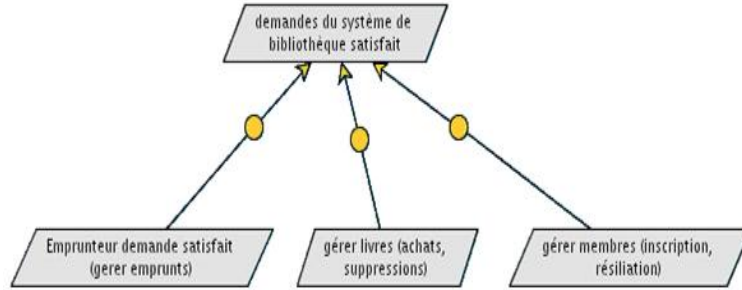 demandes du système de
bibliothèque satisfait
Emprunteur demande satisfait
(gerer emprunts)
gérer livres (achats,
suppressions)
gérer membres (inscription,
résiliation)